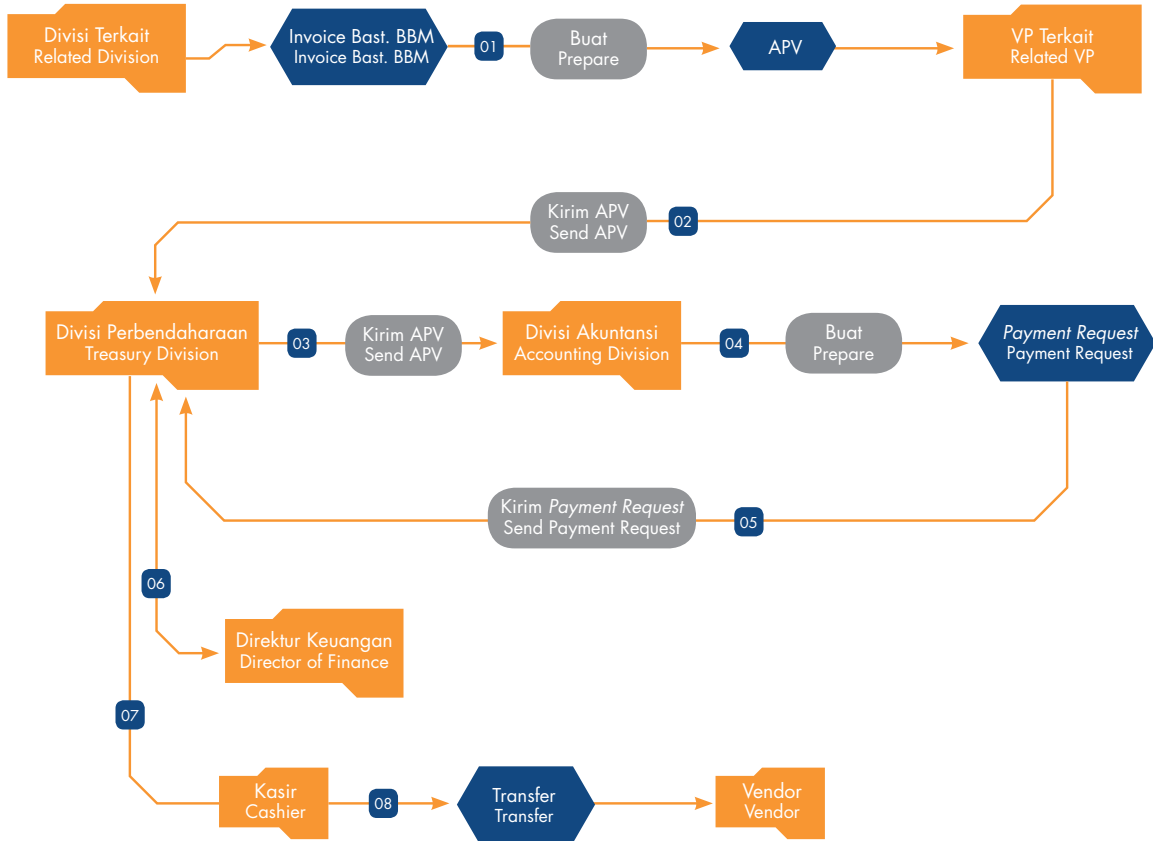 Divisi Terkait
Related Division
Invoice Bast. BBM
Invoice Bast. BBM
01
Buat
Prepare
APV
VP Terkait
Related VP
Kirim APV
Send APV
02
Divisi Perbendaharaan
Treasury Division
03
Kirim APV
Send APV
Divisi Akuntansi
Accounting Division
04
Buat
Prepare
Payment Request
Payment Request
Kirim Payment Request
Send Payment Request
05
06
Direktur Keuangan
Director of Finance
07
Kasir
Cashier
08
Transfer
Transfer
Vendor
Vendor